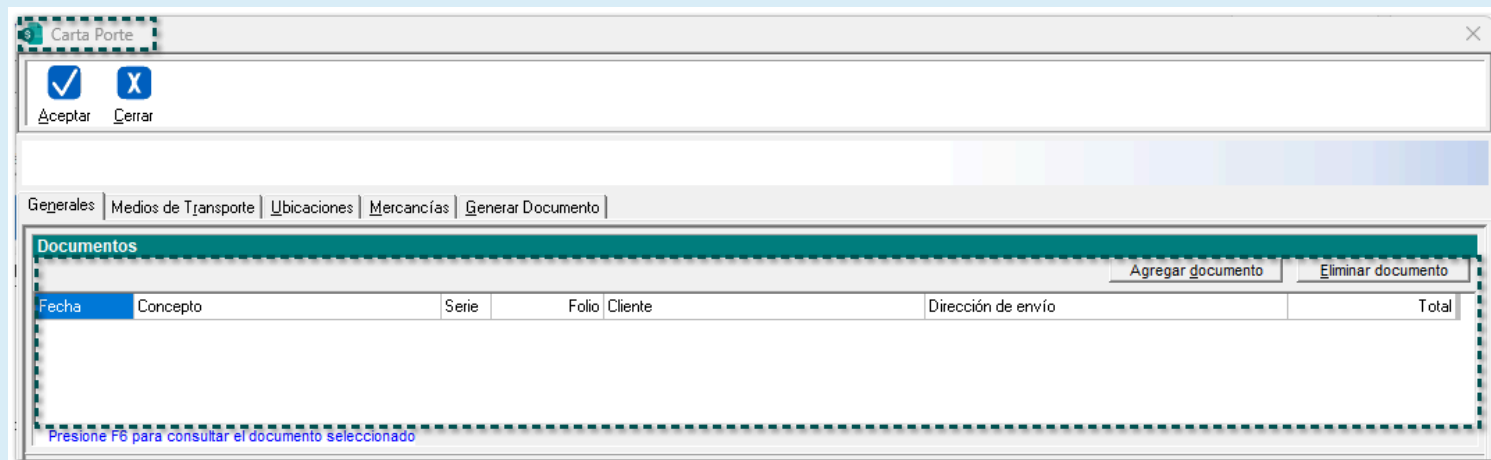 Carta Porte
Aceptar Cerrar
Generales Medios de Transporte Ubicaciones Mercancías Generar Documento
Documentos
Agregar documento Eliminar documento
Fecha Concepto Serie Folio Cliente Dirección de envío Total
Presione F6 para consultar el documento seleccionado